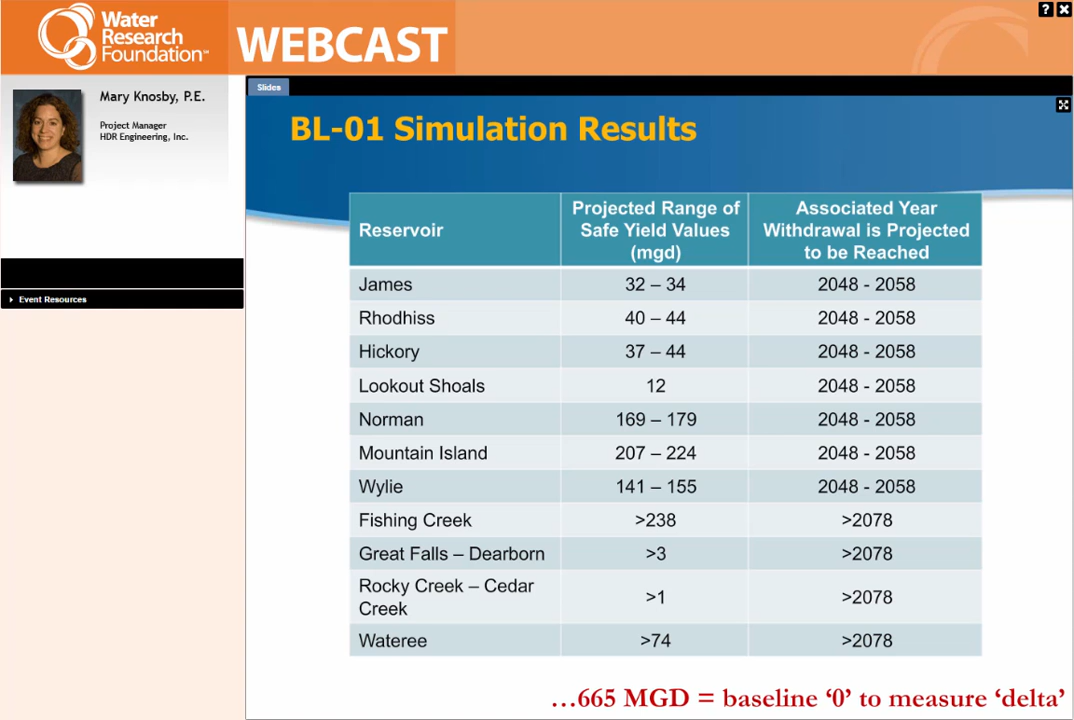 Water
Research
Foundation™
WEBCAST
?
Mary Knosby, P.E.
Project Manager
HDR Engineering, Inc.
Event Resources
Slides
BL-01 Simulation Results
Reservoir
Projected Range of
Safe Yield Values
(mgd)
Associated Year
Withdrawal is Projected
to be Reached
James 32 – 34 2048 - 2058
Rhodhiss 40 – 44 2048 - 2058
Hickory 37 – 44 2048 - 2058
Lookout Shoals 12 2048 - 2058
Norman 169 – 179 2048 - 2058
Mountain Island 207 – 224 2048 - 2058
Wylie 141 – 155 2048 - 2058
Fishing Creek >238 >2078
Great Falls – Dearborn >3 >2078
Rocky Creek – Cedar
Creek >1 >2078
Wateree >74 >2078
…665 MGD = baseline ‘0’ to measure ‘delta’